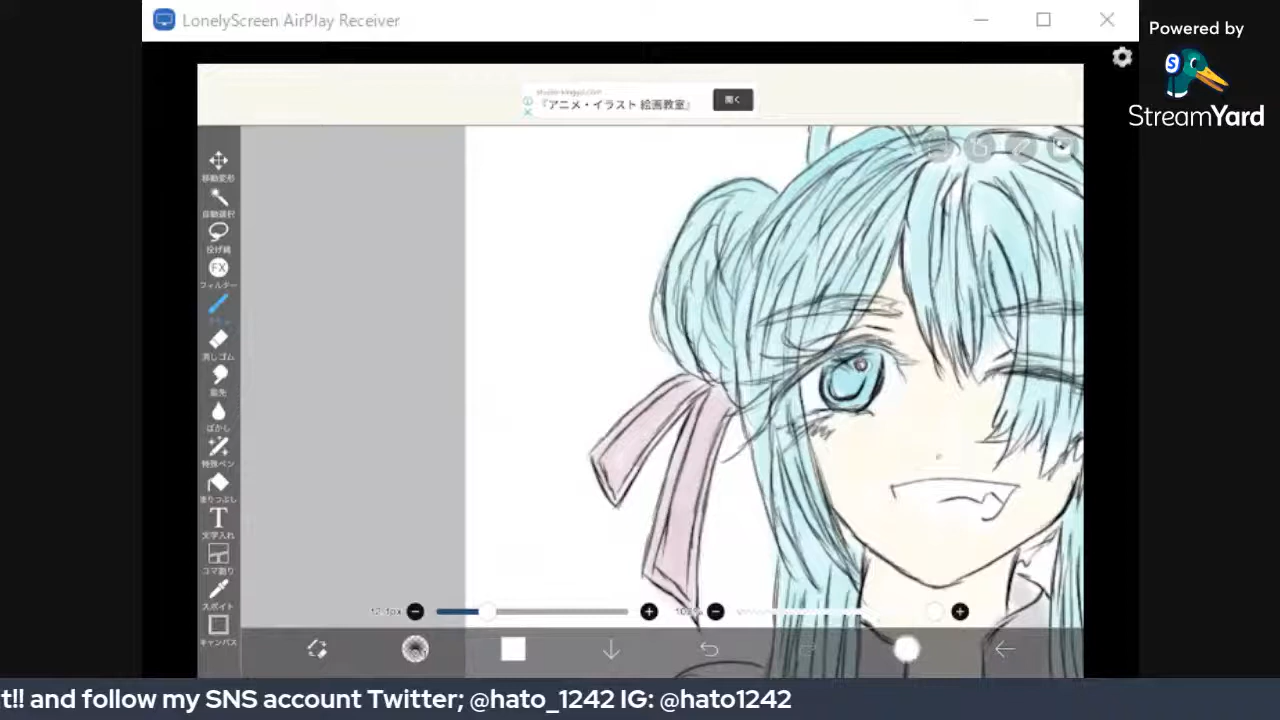 LonelyScreen AirPlay Receiver
Powered by
StreamYard
『アニメ・イラスト 絵画教室』
開く
移動変形
自動選択
投げ縄
FX
フィルター
消しゴム
指先
ぼかし
特殊ペン
塗りつぶし
T
文字入れ
コマ割り
スポイト
キャンバス
t!! and follow my SNS account Twitter; @hato_1242 IG: @hato1242